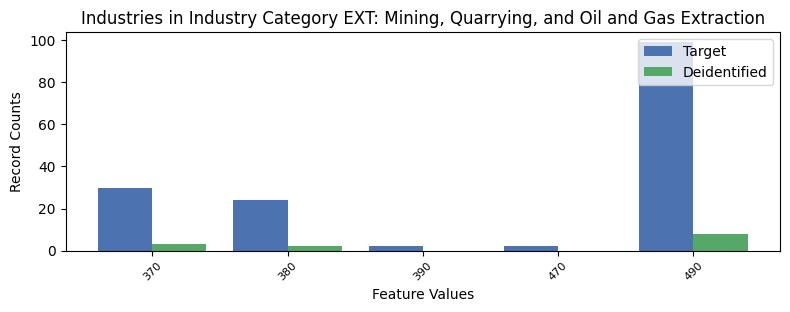 Industries in Industry Category EXT: Mining, Quarrying, and Oil and Gas Extraction
100
80
60
40
20
0
Record Counts
Target
Deidentified
370
380
390
470
490
Feature Values